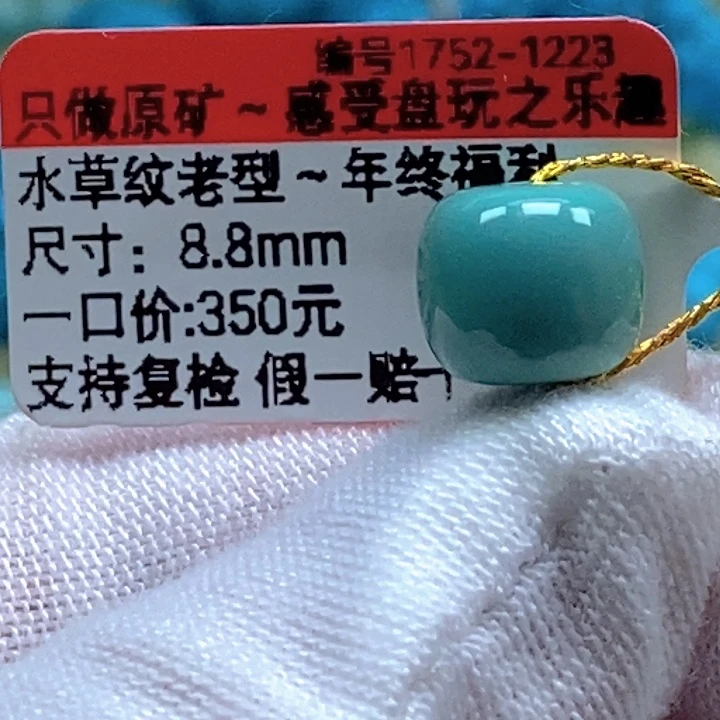 编号1752-1223
只做原矿~感受盘玩之乐趣
水草纹老型~年终福利
尺寸：8.8mm
一口价:350元
支持复检 假一赔